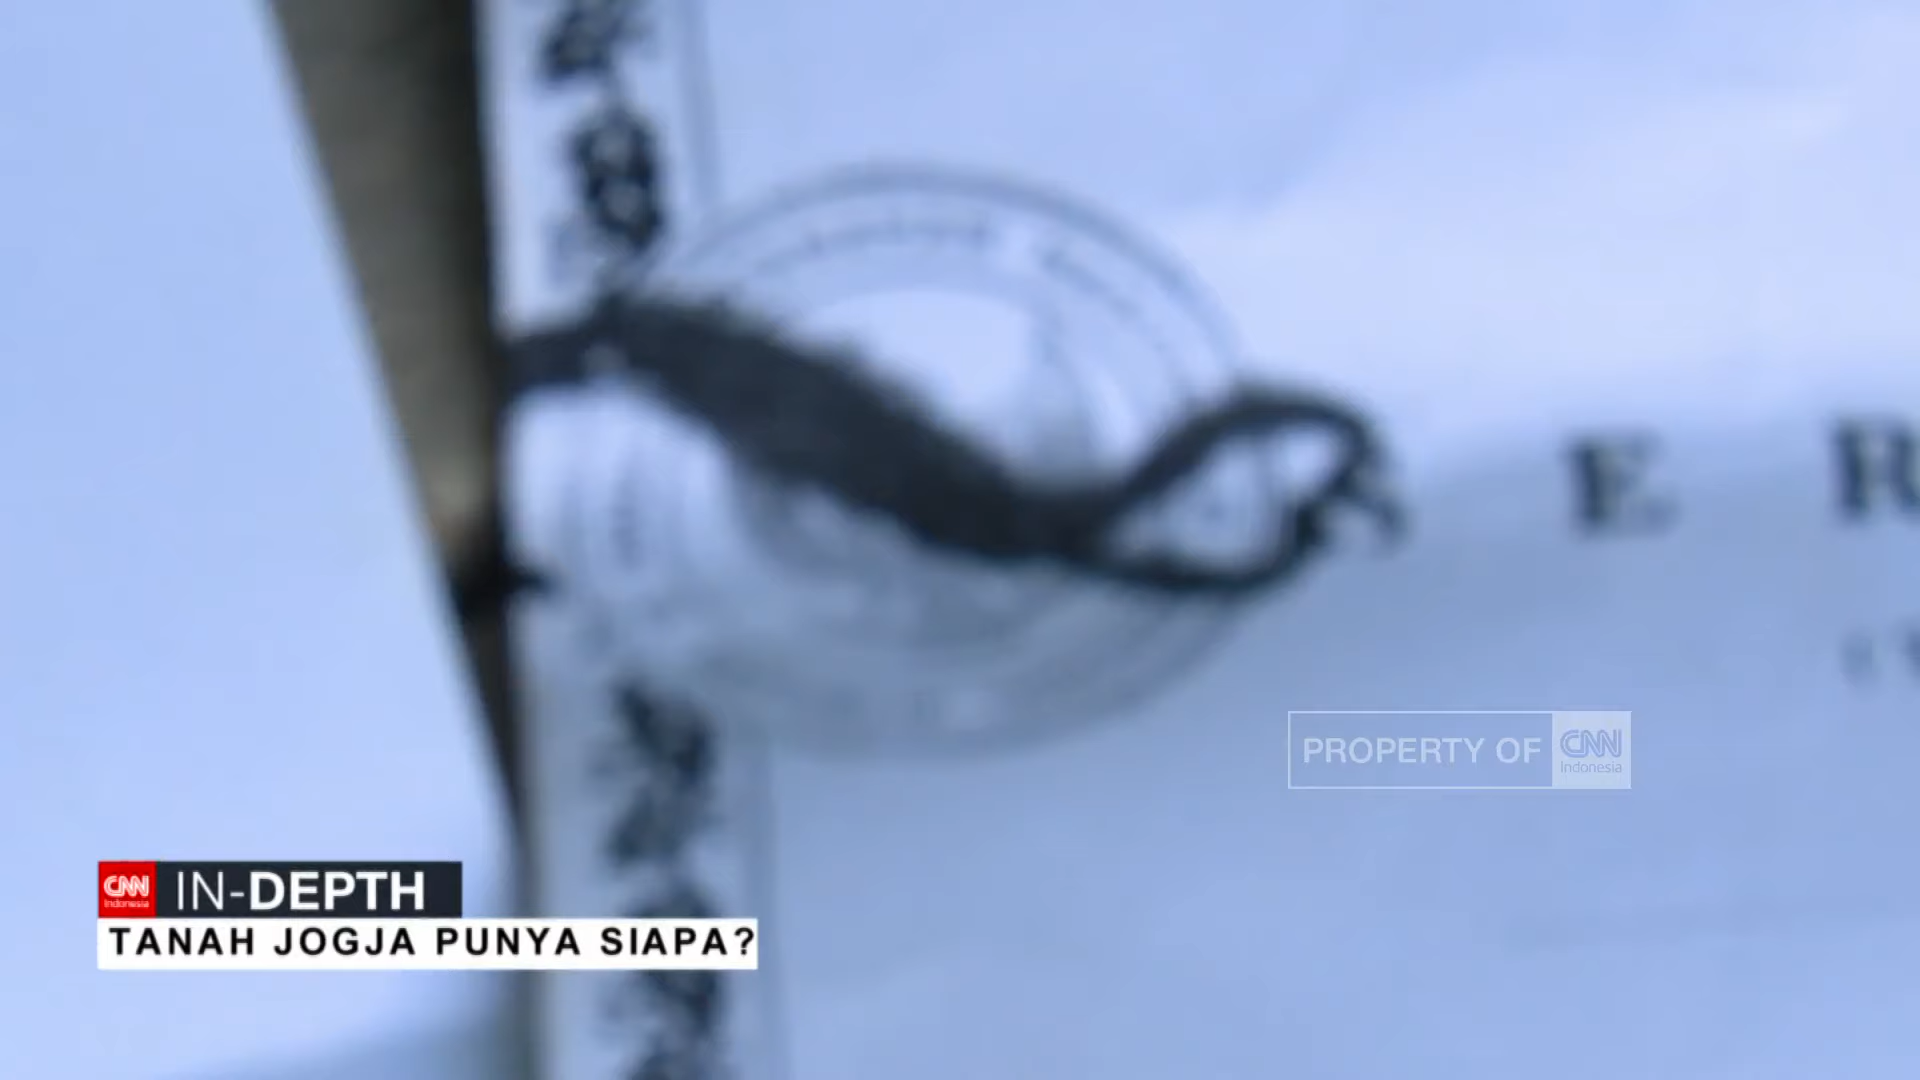 E R
PROPERTY OF CNN Indonesia
CNN Indonesia IN-DEPTH
TANAH JOGJA PUNYA SIAPA?